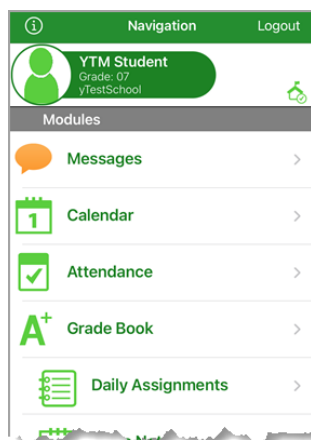 Navigation
Logout
YTM Student
Grade: 07
yTestSchool
Modules
Messages
1
Calendar
Attendance
A+
Grade Book
Daily Assignments